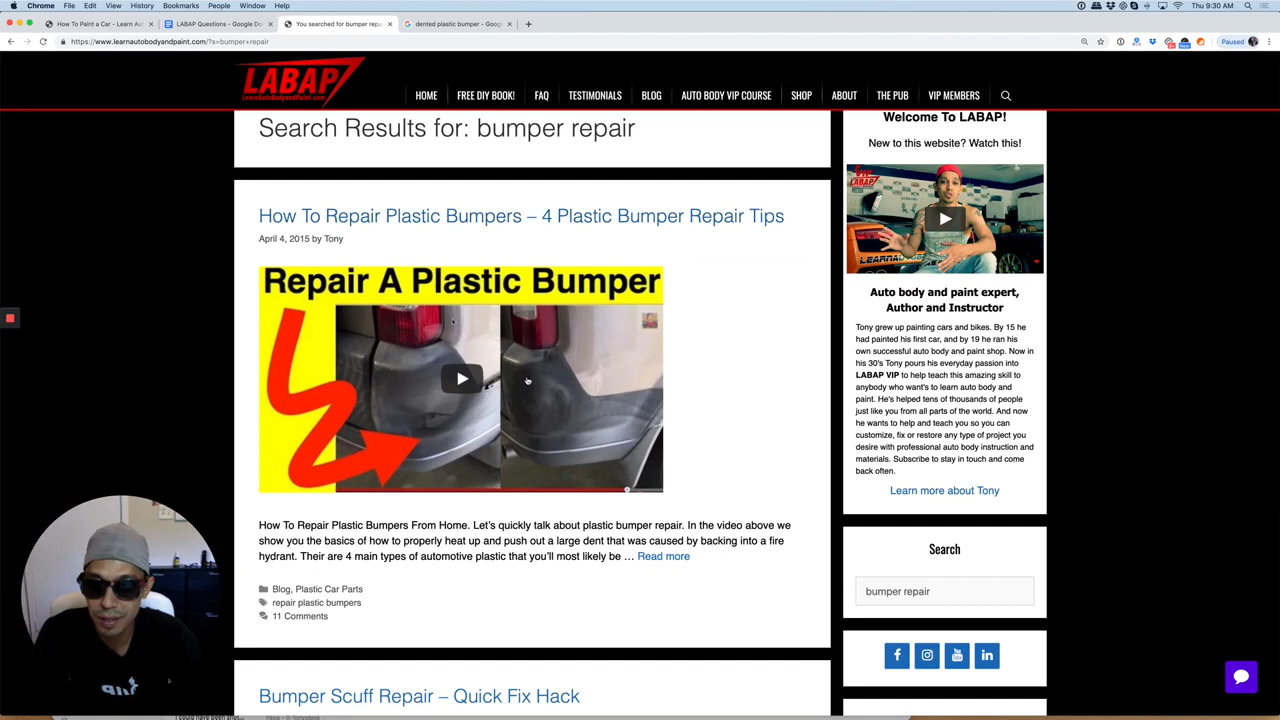 Chrome File Edit View History Bookmarks People Window Help
Thu 9:30 AM
How To Paint a Car - Learn Aut
LABAP Questions - Google Do
You searched for bumper repa
dented plastic bumper - Goog
https://www.learnautobodyandpaint.com/?s=bumper+repair
Paused
LABAP
LearnAutoBodyandPaint.com
HOME FREE DIY BOOK! FAQ TESTIMONIALS BLOG AUTO BODY VIP COURSE SHOP ABOUT THE PUB VIP MEMBERS
Search Results for: bumper repair
How To Repair Plastic Bumpers – 4 Plastic Bumper Repair Tips
April 4, 2015 by Tony
Repair A Plastic Bumper
How To Repair Plastic Bumpers From Home. Let’s quickly talk about plastic bumper repair. In the video above we
show you the basics of how to properly heat up and push out a large dent that was caused by backing into a fire
hydrant. Their are 4 main types of automotive plastic that you’ll most likely be … Read more
Blog, Plastic Car Parts
repair plastic bumpers
11 Comments
Bumper Scuff Repair – Quick Fix Hack
Welcome To LABAP!
New to this website? Watch this!
LABAP
Auto body and paint expert,
Author and Instructor
Tony grew up painting cars and bikes. By 15 he
had painted his first car, and by 19 he ran his
own successful auto body and paint shop. Now in
his 30's Tony pours his everyday passion into
LABAP VIP to help teach this amazing skill to
anybody who want's to learn auto body and
paint. He's helped tens of thousands of people
just like you from all parts of the world. And now
he wants to help and teach you so you can
customize, fix or restore any type of project you
desire with professional auto body instruction and
materials. Subscribe to stay in touch and come
back often.
Learn more about Tony
Search
bumper repair